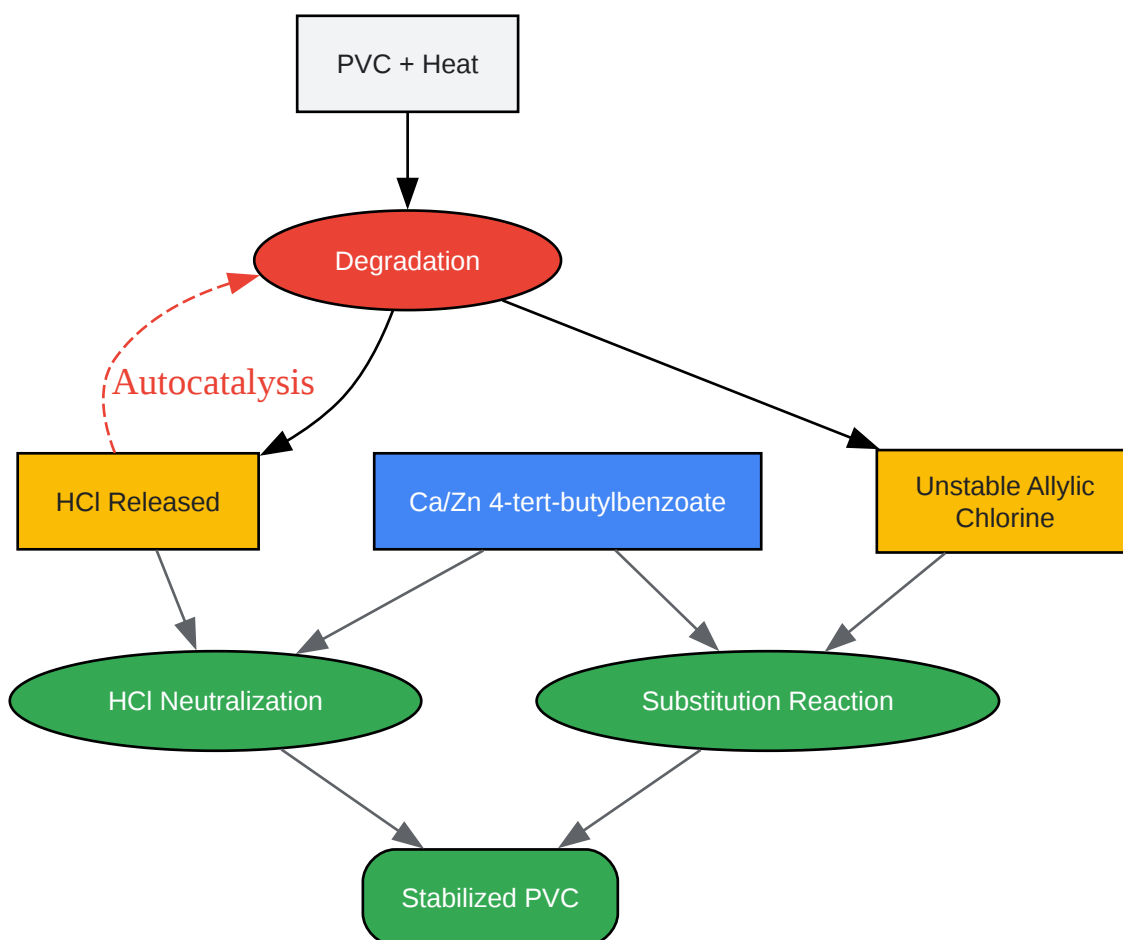 PVC + Heat
Degradation
Autocatalysis
HCl Released
Ca/Zn 4-tert-butylbenzoate
Unstable Allylic
Chlorine
HCl Neutralization
Substitution Reaction
Stabilized PVC